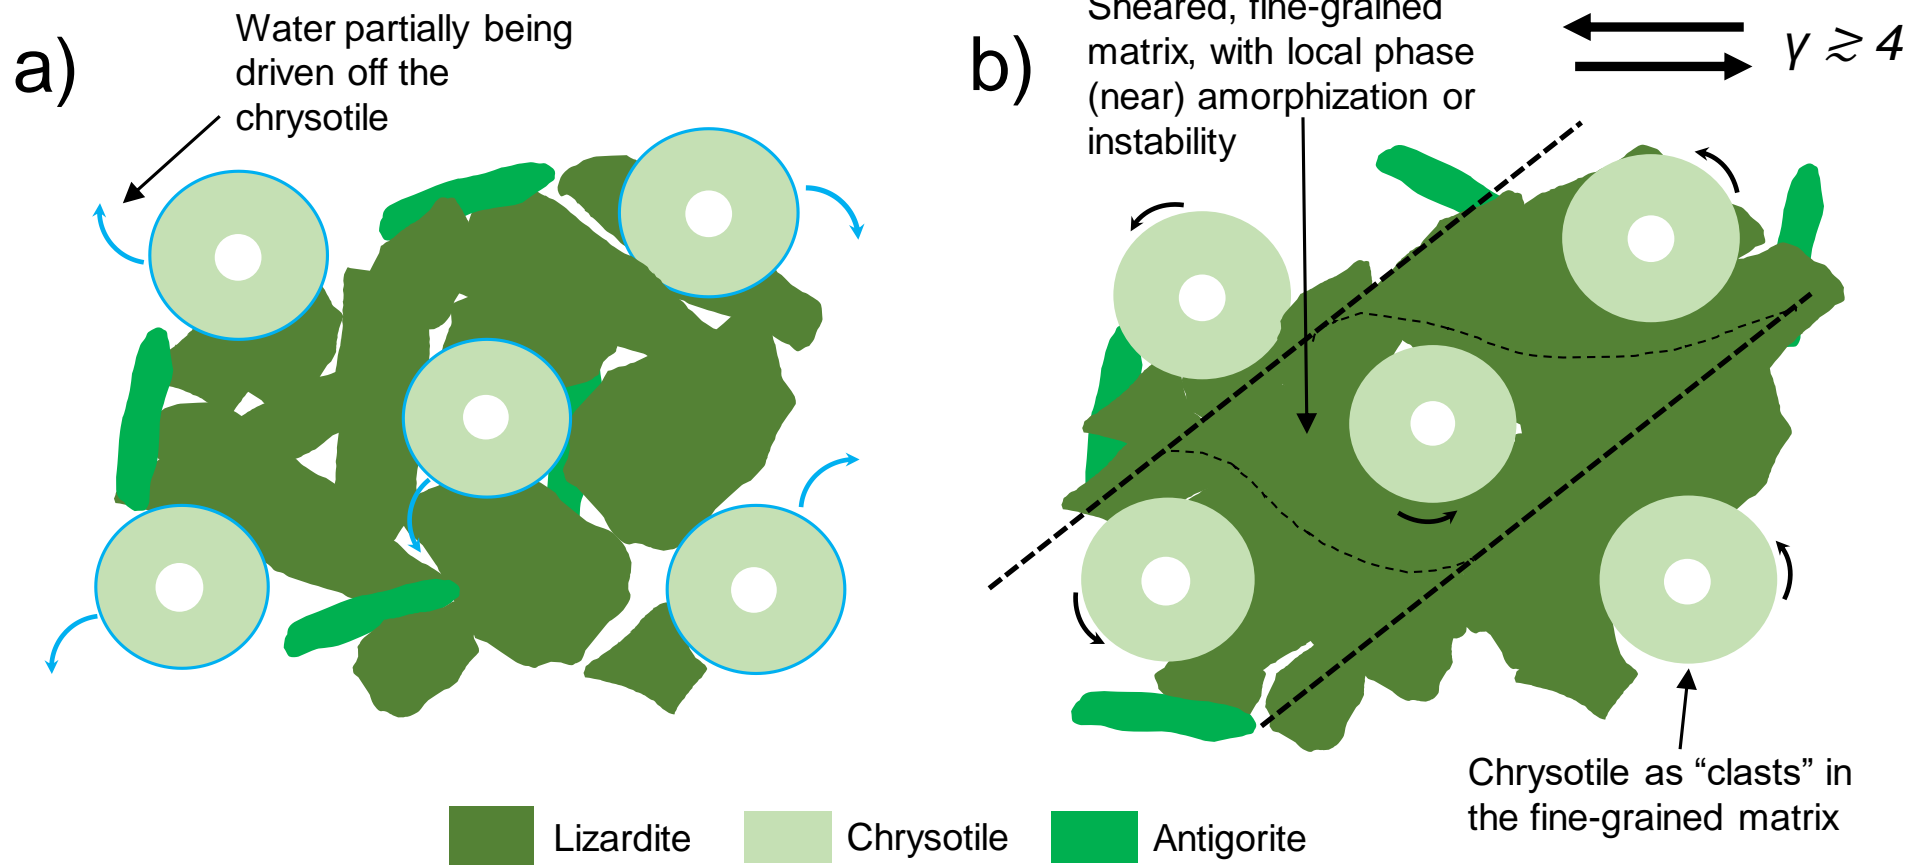 a)
Water partially being
driven off the
chrysotile
b)
Sheared, fine-grained
matrix, with local phase
(near) amorphization or
instability
γ ≳ 4
Chrysotile as “clasts” in
the fine-grained matrix
Lizardite
Chrysotile
Antigorite